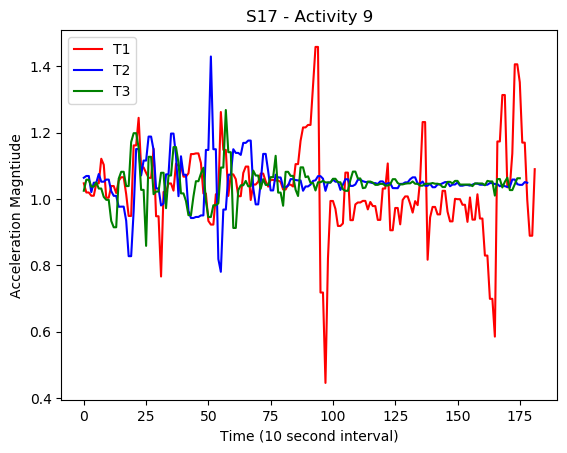 S17 - Activity 9
T1
T2
T3
Acceleration Magntiude
1.4
1.2
1.0
0.8
0.6
0.4
0 25 50 75 100 125 150 175
Time (10 second interval)